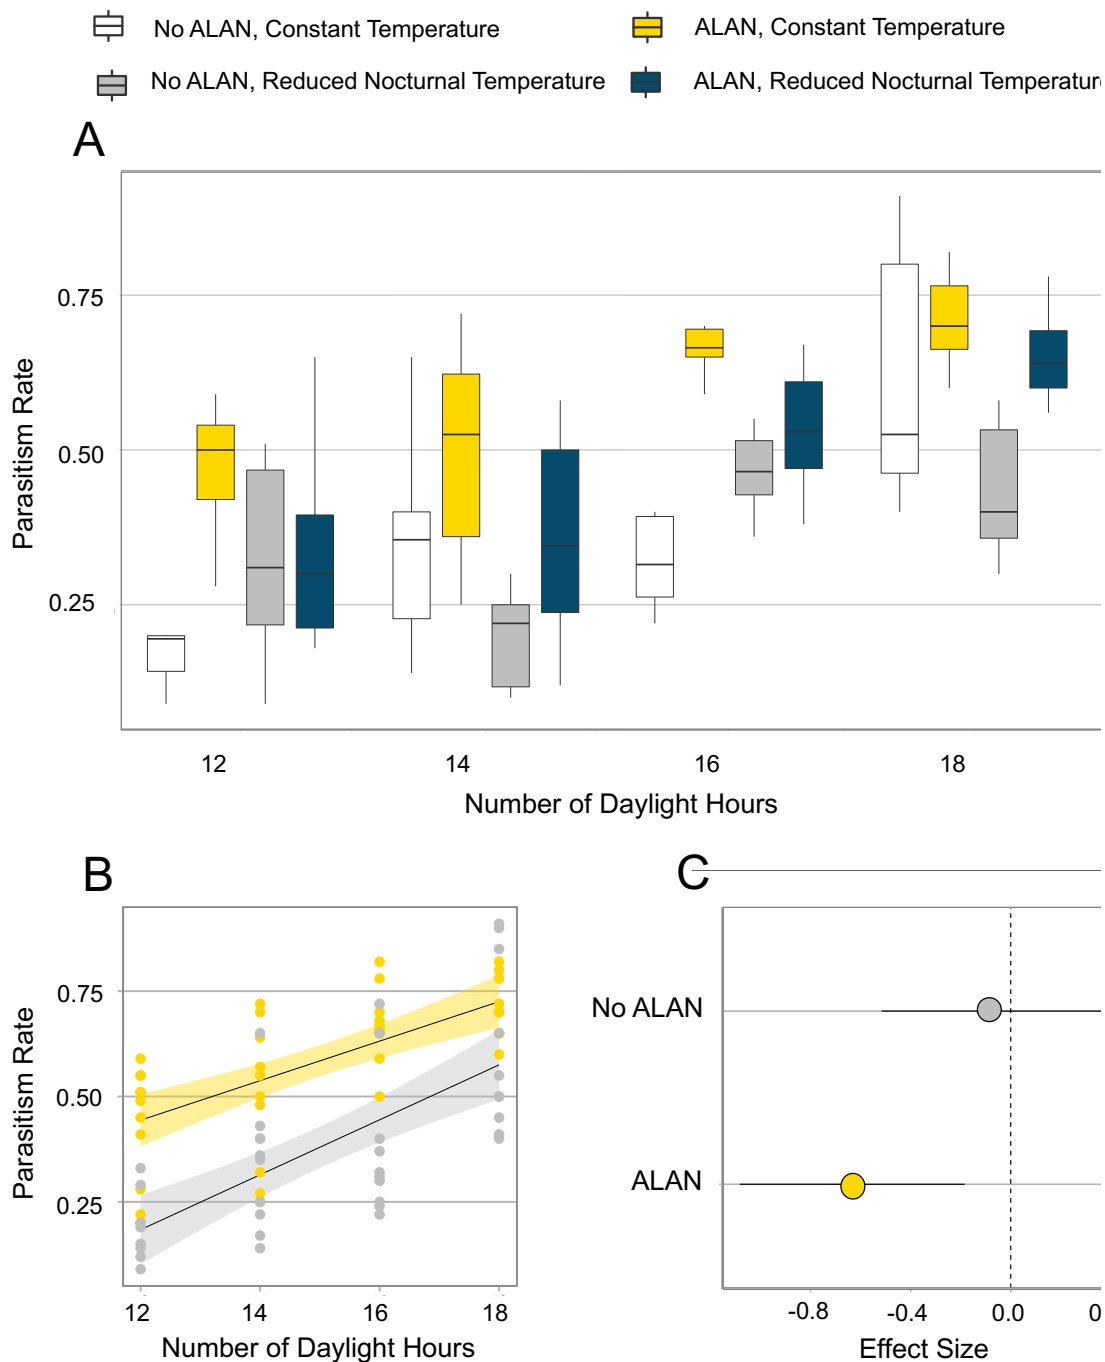 No ALAN, Constant Temperature
ALAN, Constant Temperature
No ALAN, Reduced Nocturnal Temperature
ALAN, Reduced Nocturnal Temperature
A
0.75
0.50
0.25
Parasitism Rate
12 14 16 18
Number of Daylight Hours
B
0.75
0.50
0.25
Parasitism Rate
12 14 16 18
Number of Daylight Hours
C
No ALAN
ALAN
-0.8 -0.4 0.0 0
Effect Size